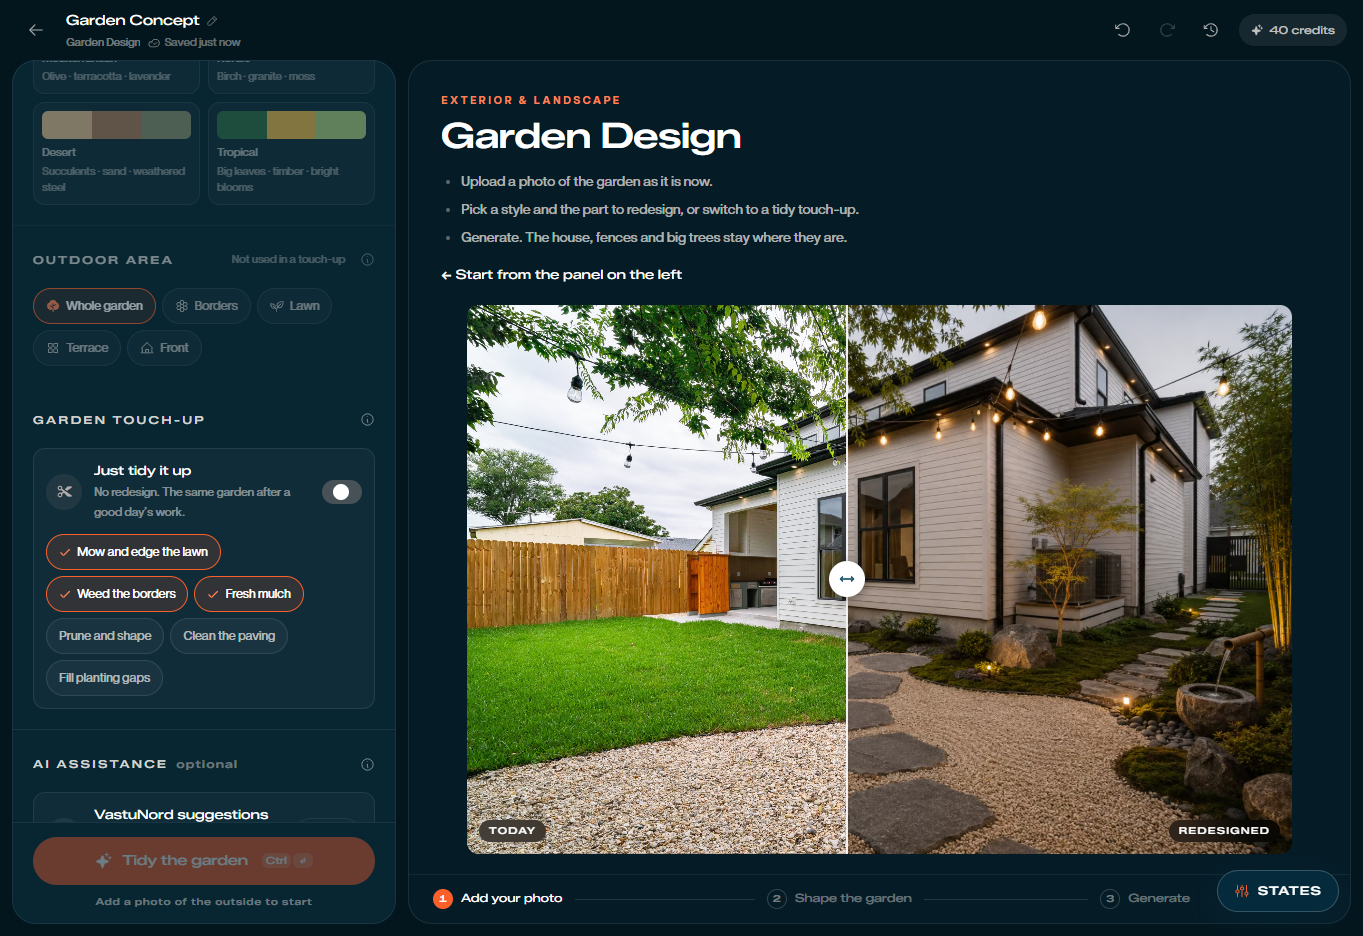 Garden Concept
Garden Design Saved just now
40 credits
Olive · terracotta · lavender
Birch · granite · moss
Desert
Succulents · sand · weathered
steel
Tropical
Big leaves · timber · bright
blooms
OUTDOOR AREA
Not used in a touch-up
Whole garden
Borders
Lawn
Terrace
Front
GARDEN TOUCH-UP
Just tidy it up
No redesign. The same garden after a
good day's work.
Mow and edge the lawn
Weed the borders
Fresh mulch
Prune and shape
Clean the paving
Fill planting gaps
AI ASSISTANCE optional
VastuNord suggestions
Tidy the garden Ctrl ↵
Add a photo of the outside to start
EXTERIOR & LANDSCAPE
Garden Design
• Upload a photo of the garden as it is now.
• Pick a style and the part to redesign, or switch to a tidy touch-up.
• Generate. The house, fences and big trees stay where they are.
← Start from the panel on the left
TODAY
REDESIGNED
1 Add your photo
2 Shape the garden
3 Generate
STATES